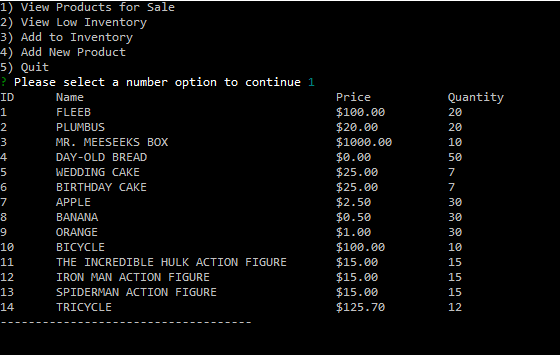 1) View Products for Sale
2) View Low Inventory
3) Add to Inventory
4) Add New Product
5) Quit
? Please select a number option to continue 1
ID Name Price Quantity
1 FLEEB $100.00 20
2 PLUMBUS $20.00 20
3 MR. MEESEEKS BOX $1000.00 10
4 DAY-OLD BREAD $0.00 50
5 WEDDING CAKE $25.00 7
6 BIRTHDAY CAKE $25.00 7
7 APPLE $2.50 30
8 BANANA $0.50 30
9 ORANGE $1.00 30
10 BICYCLE $100.00 10
11 THE INCREDIBLE HULK ACTION FIGURE $15.00 15
12 IRON MAN ACTION FIGURE $15.00 15
13 SPIDERMAN ACTION FIGURE $15.00 15
14 TRICYCLE $125.70 12
------------------------------------